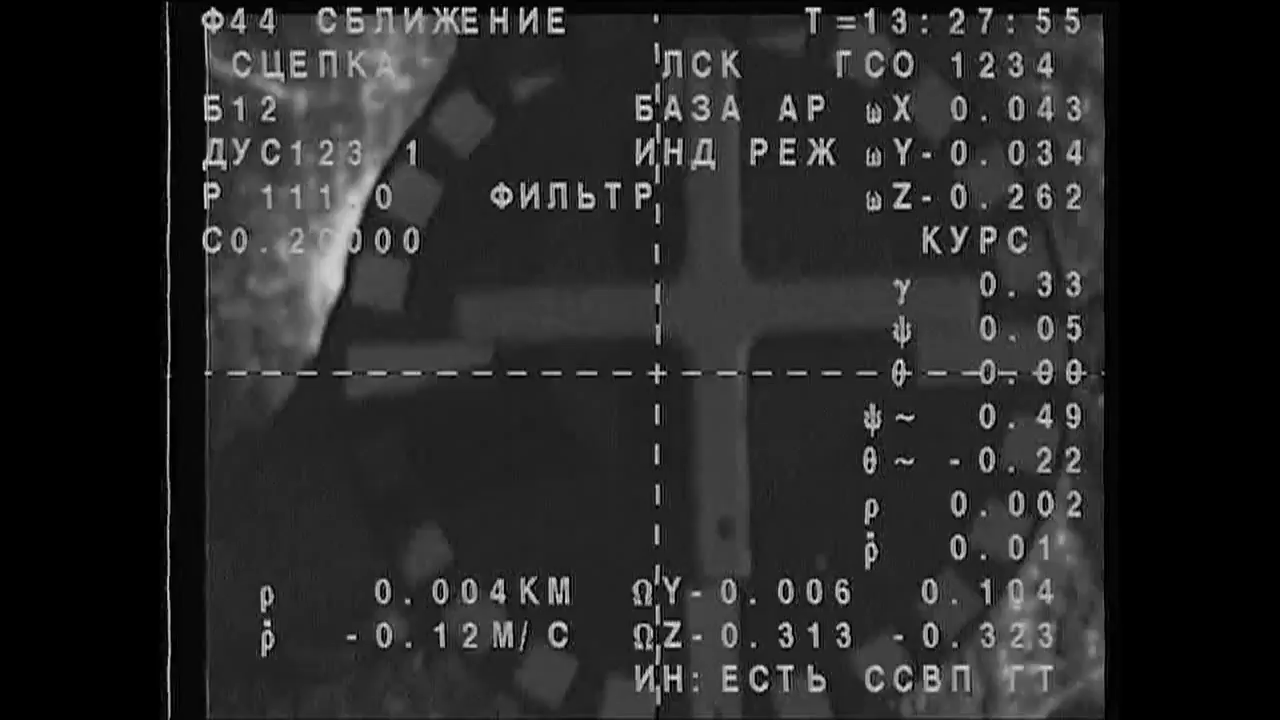 Ф44 СБЛИЖЕНИЕ Т=13:27:55
СЦЕПКА ЛСК ГСО 1234
Б12 БАЗА АР ωX 0.043
ДУС123 1 ИНД РЕЖ ωY-0.034
Р 111.0 ФИЛЬТР ωZ-0.262
С0.20000 КУРС
γ 0.33
ψ 0.05
θ 0.00
ψ~ 0.49
θ~ -0.22
ρ 0.002
ρ̈ 0.01
ρ 0.004КМ ΩY-0.006 0.104
ρ̈ -0.12М/С ΩZ-0.313 -0.323
ИН: ЕСТЬ ССВП ГТ